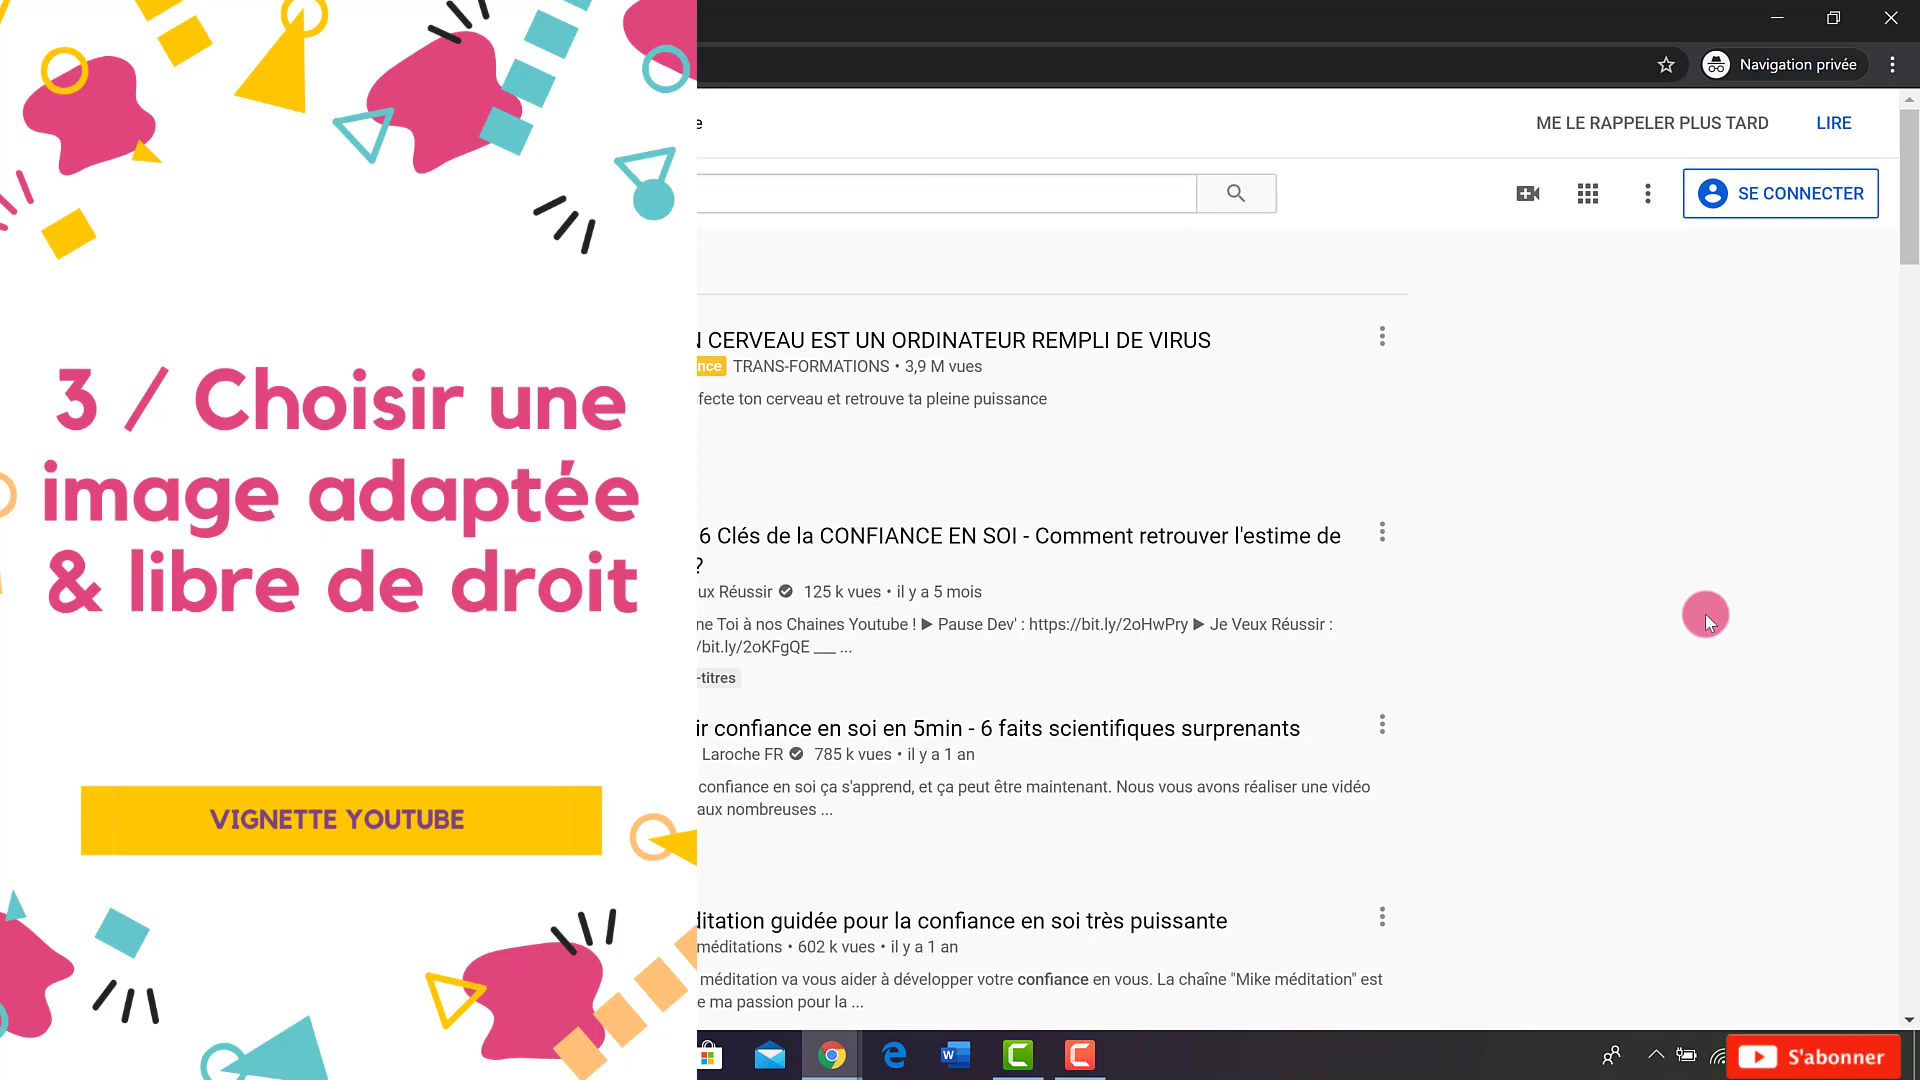 3 / Choisir une
image adaptée
& libre de droit
VIGNETTE YOUTUBE
Navigation privée
ME LE RAPPELER PLUS TARD
LIRE
SE CONNECTER
CERVEAU EST UN ORDINATEUR REMPLI DE VIRUS
nce TRANS-FORMATIONS • 3,9 M vues
fecte ton cerveau et retrouve ta pleine puissance
6 Clés de la CONFIANCE EN SOI - Comment retrouver l'estime de
?
ux Réussir 125 k vues • il y a 5 mois
ne Toi à nos Chaines Youtube ! ▶ Pause Dev' : https://bit.ly/2oHwPry ▶ Je Veux Réussir :
/bit.ly/2oKFgQE ___ ...
-titres
ir confiance en soi en 5min - 6 faits scientifiques surprenants
Laroche FR 785 k vues • il y a 1 an
confiance en soi ça s'apprend, et ça peut être maintenant. Nous vous avons réaliser une vidéo
aux nombreuses ...
ditation guidée pour la confiance en soi très puissante
méditations • 602 k vues • il y a 1 an
méditation va vous aider à développer votre confiance en vous. La chaîne "Mike méditation" est
e ma passion pour la ...
S'abonner